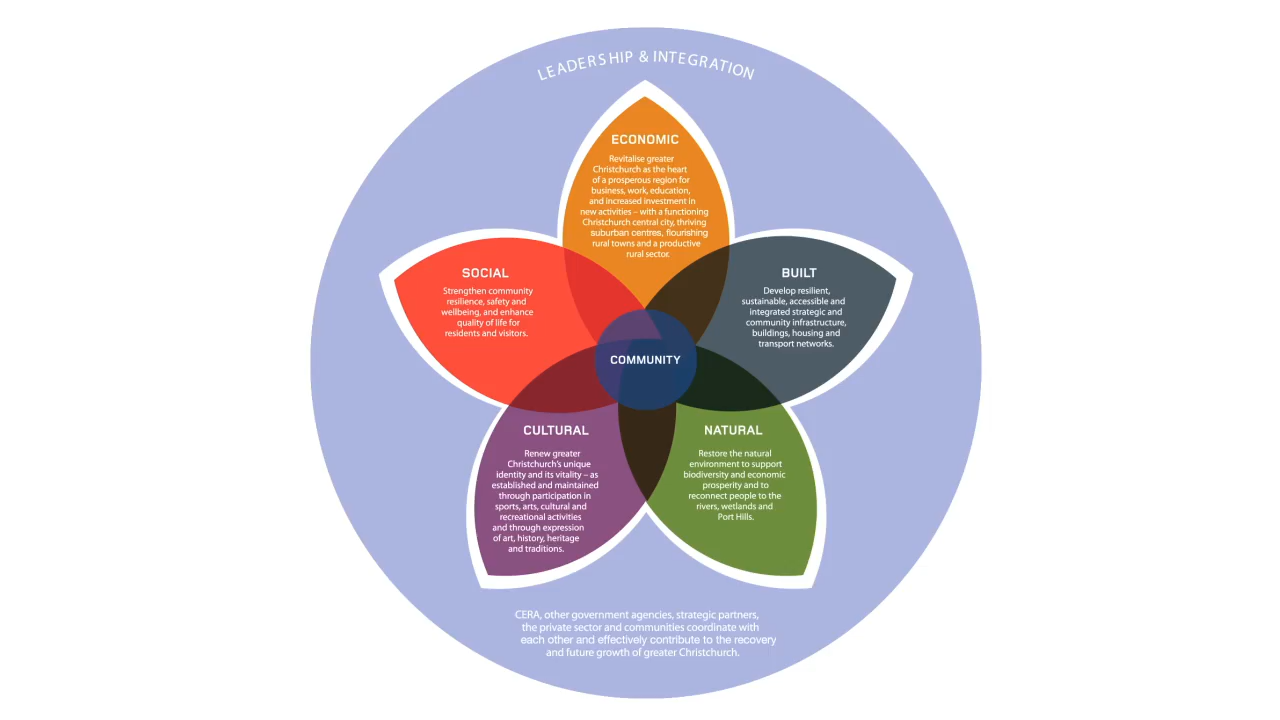 LEADERSHIP & INTEGRATION
ECONOMIC
Revitalise greater
Christchurch as the heart
of a prosperous region for
business, work, education,
and increased investment in
new activities – with a functioning
Christchurch central city, thriving
suburban centres, flourishing
rural towns and a productive
rural sector.
SOCIAL
Strengthen community
resilience, safety and
wellbeing, and enhance
quality of life for
residents and visitors.
BUILT
Develop resilient,
sustainable, accessible and
integrated strategic and
community infrastructure,
buildings, housing and
transport networks.
COMMUNITY
CULTURAL
Renew greater
Christchurch's unique
identity and its vitality – as
established and maintained
through participation in
sports, arts, cultural and
recreational activities
and through expression
of art, history, heritage
and traditions.
NATURAL
Restore the natural
environment to support
biodiversity and economic
prosperity and to
reconnect people to the
rivers, wetlands and
Port Hills.
CERA, other government agencies, strategic partners,
the private sector and communities coordinate with
each other and effectively contribute to the recovery
and future growth of greater Christchurch.